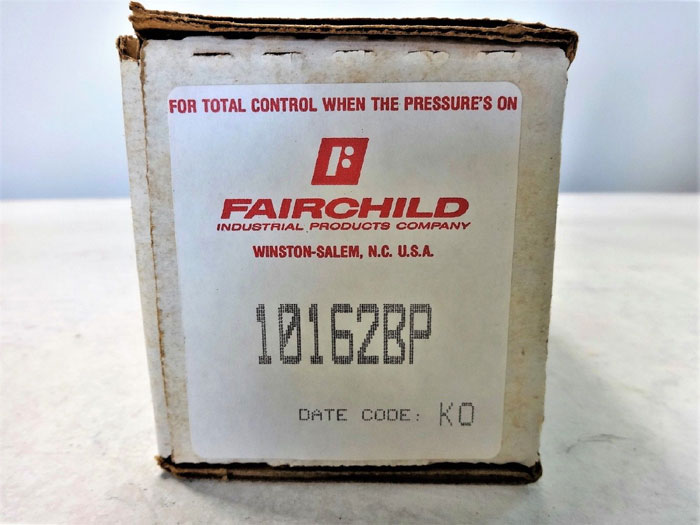 FOR TOTAL CONTROL WHEN THE PRESSURE'S ON
FAIRCHILD
INDUSTRIAL PRODUCTS COMPANY
WINSTON-SALEM, N.C. U.S.A.
10162BP
DATE CODE: KO